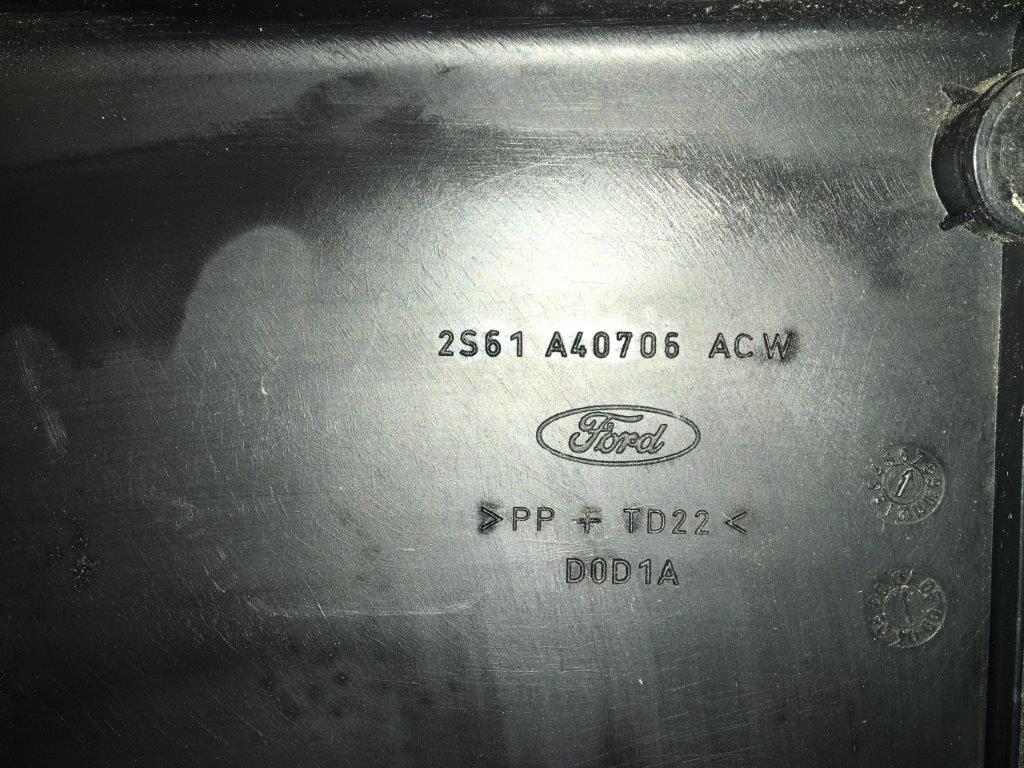 2S61 A40706 ACW
Ford
>PP + TD22<
D0D1A